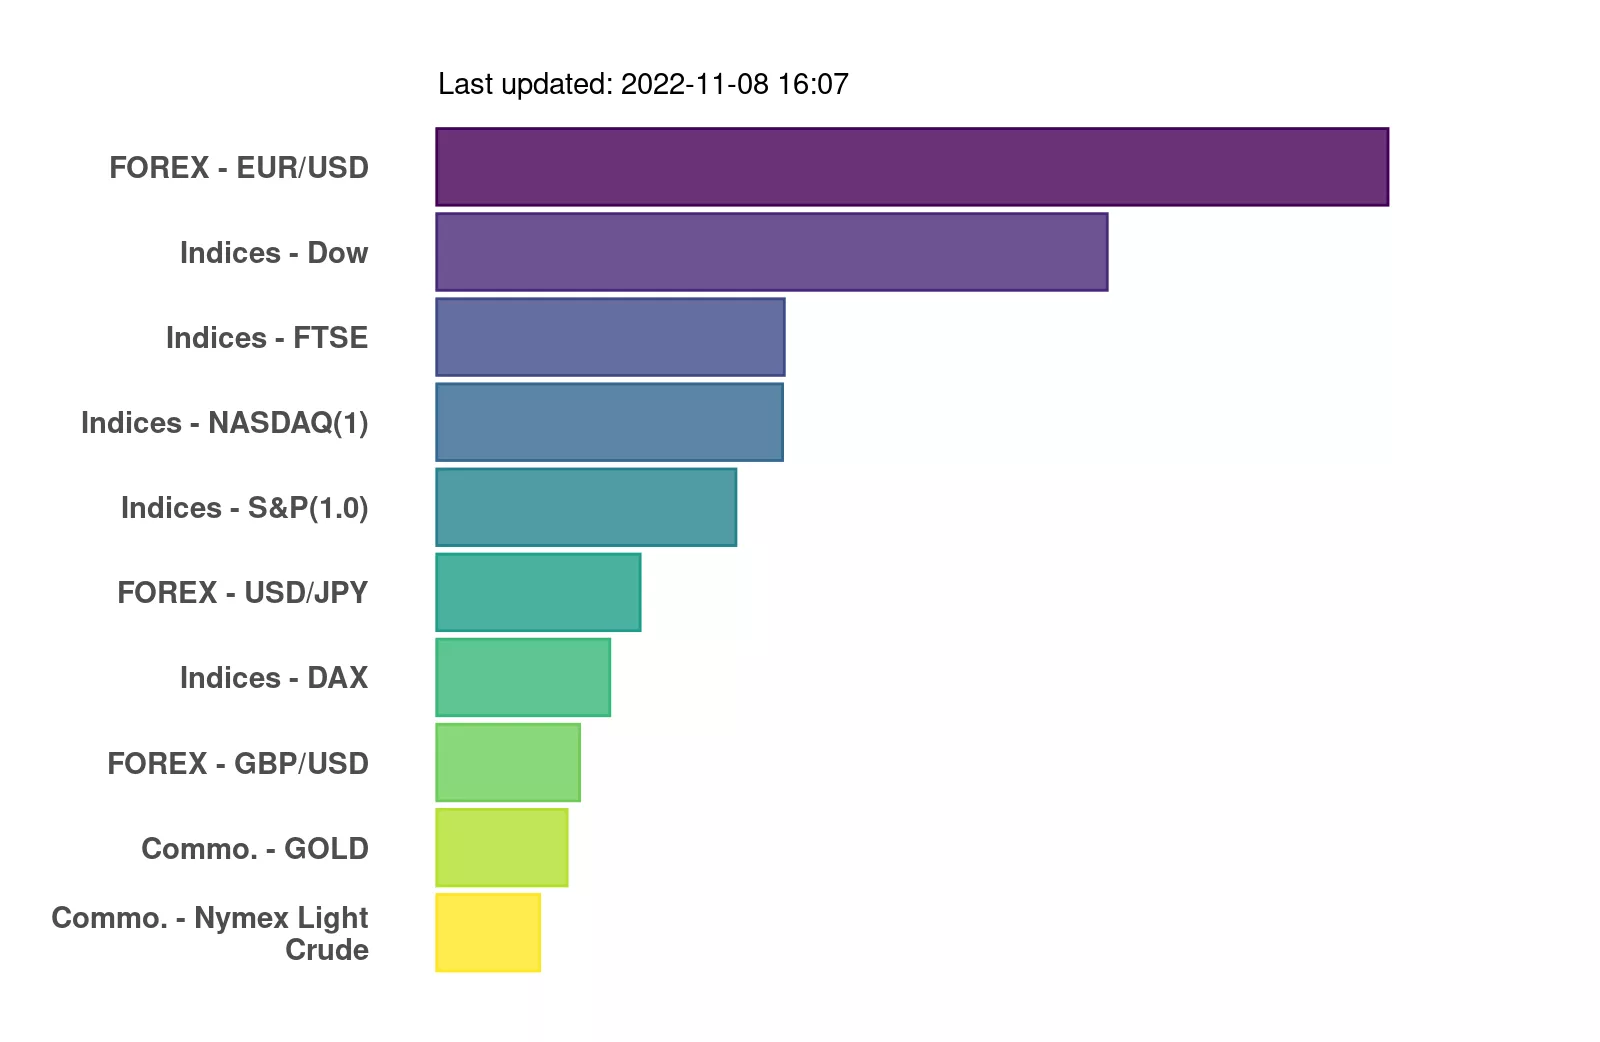 Last updated: 2022-11-08 16:07
FOREX - EUR/USD
Indices - Dow
Indices - FTSE
Indices - NASDAQ(1)
Indices - S&P(1.0)
FOREX - USD/JPY
Indices - DAX
FOREX - GBP/USD
Commo. - GOLD
Commo. - Nymex Light
Crude